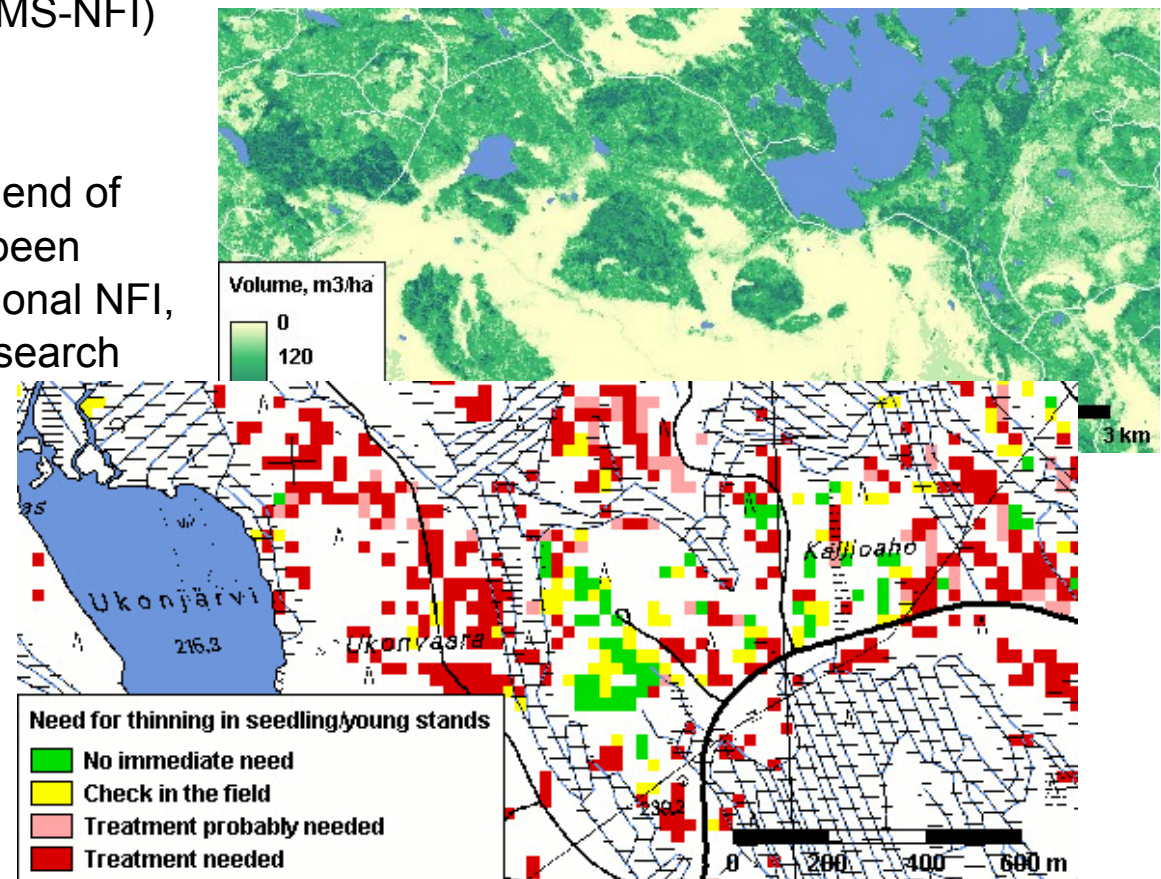 MS-NFI)
end of
been
onal NFI,
search
Volume, m3/ha
0
120
3 km
as
Kallioaho
Ukonjärvi
216.3
Ukonvaara
Need for thinning in seedling/young stands
No immediate need
Check in the field
Treatment probably needed
Treatment needed
0 200 400 600 m